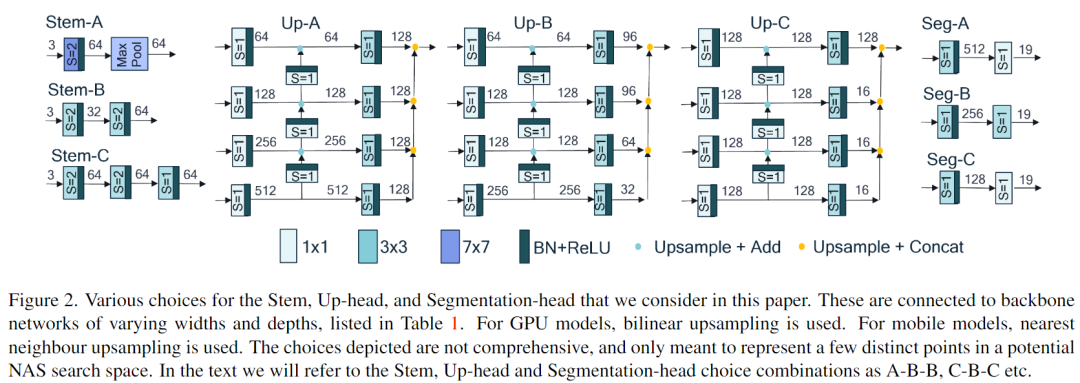 Stem-A
3 S=2 64 Max Pool 64
Stem-B
3 S=2 32 S=2 64
Stem-C
3 S=2 64 S=2 64 S=1 64
Up-A
S=1 64 64 S=1 128
S=1
S=1 128 128 S=1 128
S=1
S=1 256 256 S=1 128
S=1
S=1 512 512 S=1 128
Up-B
S=1 64 64 S=1 96
S=1
S=1 128 128 S=1 96
S=1
S=1 128 128 S=1 64
S=1
S=1 256 256 S=1 32
Up-C
S=1 128 128 S=1 128
S=1
S=1 128 128 S=1 16
S=1
S=1 128 128 S=1 16
S=1
S=1 128 128 S=1 16
Seg-A
S=1 512 S=1 19
Seg-B
S=1 256 S=1 19
Seg-C
S=1 128 S=1 19
1x1 3x3 7x7 BN+ReLU Upsample + Add Upsample + Concat
Figure 2. Various choices for the Stem, Up-head, and Segmentation-head that we consider in this paper. These are connected to backbone
networks of varying widths and depths, listed in Table 1. For GPU models, bilinear upsampling is used. For mobile models, nearest
neighbour upsampling is used. The choices depicted are not comprehensive, and only meant to represent a few distinct points in a potential
NAS search space. In the text we will refer to the Stem, Up-head and Segmentation-head choice combinations as A-B-B, C-B-C etc.